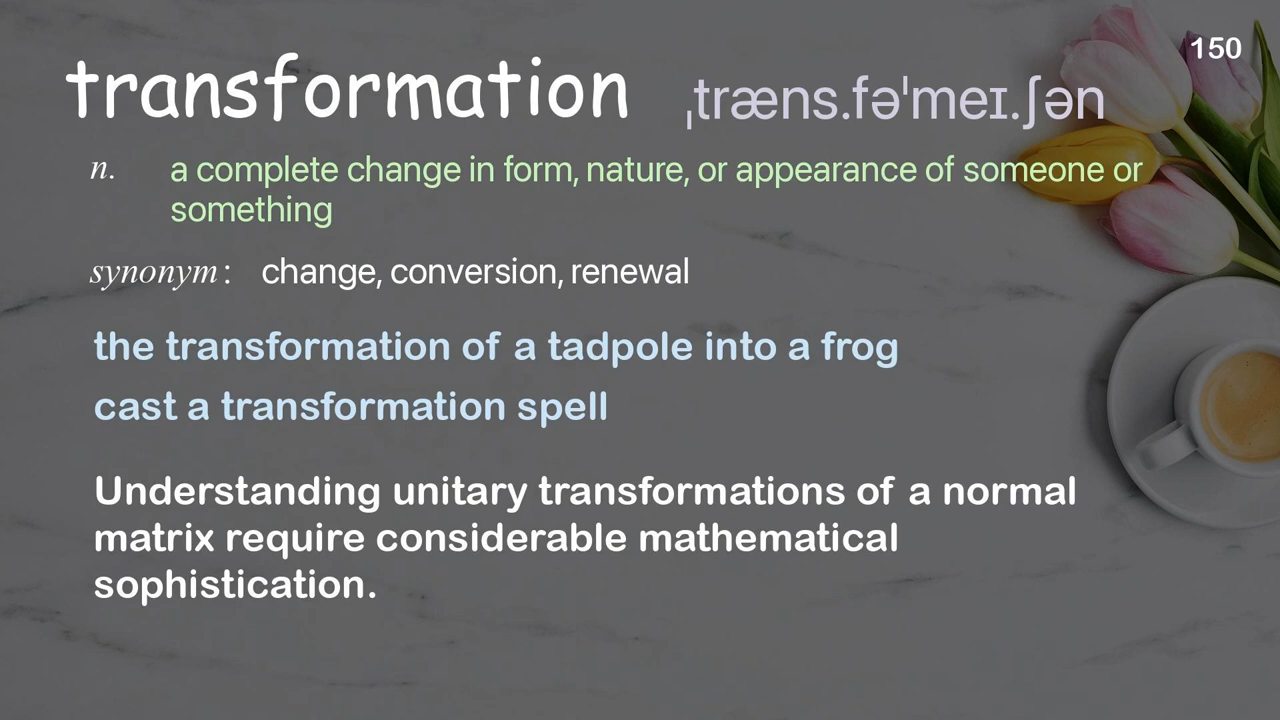 150
transformation ˌtræns.fəˈmeɪ.ʃən
n. a complete change in form, nature, or appearance of someone or
something
synonym: change, conversion, renewal
the transformation of a tadpole into a frog
cast a transformation spell
Understanding unitary transformations of a normal
matrix require considerable mathematical
sophistication.